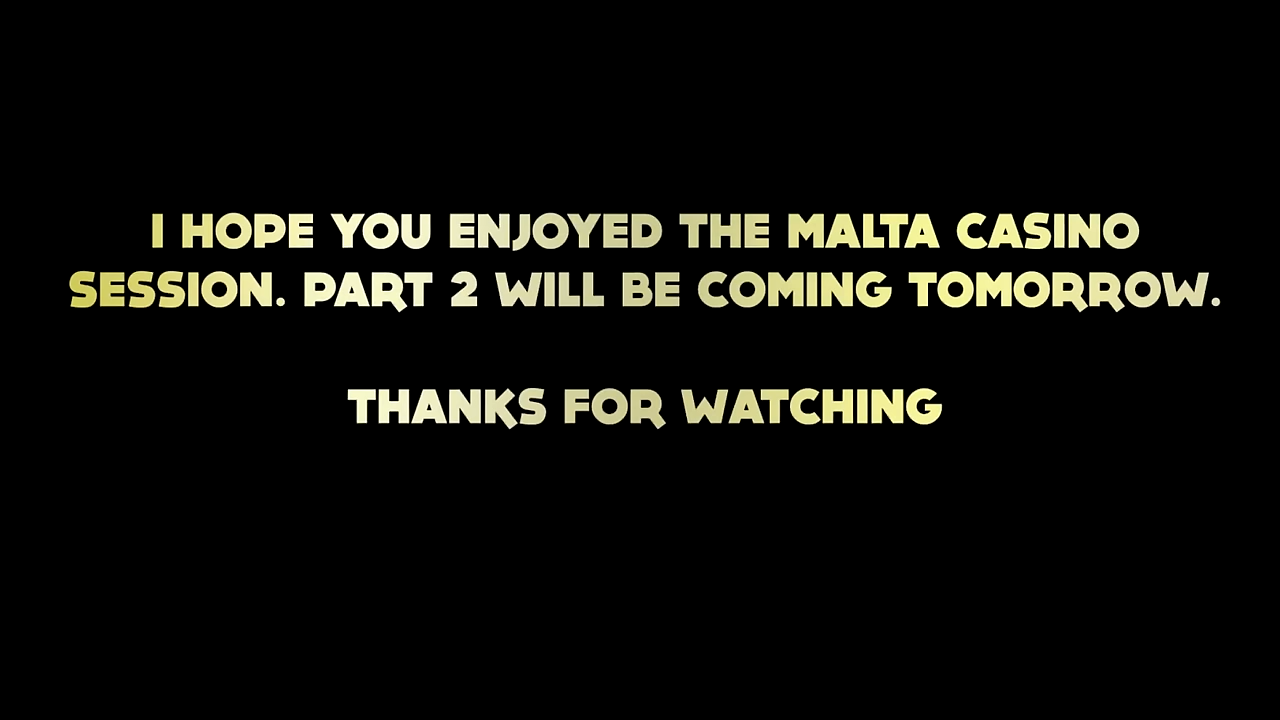 I HOPE YOU ENJOYED THE MALTA CASINO
SESSION. PART 2 WILL BE COMING TOMORROW.
THANKS FOR WATCHING